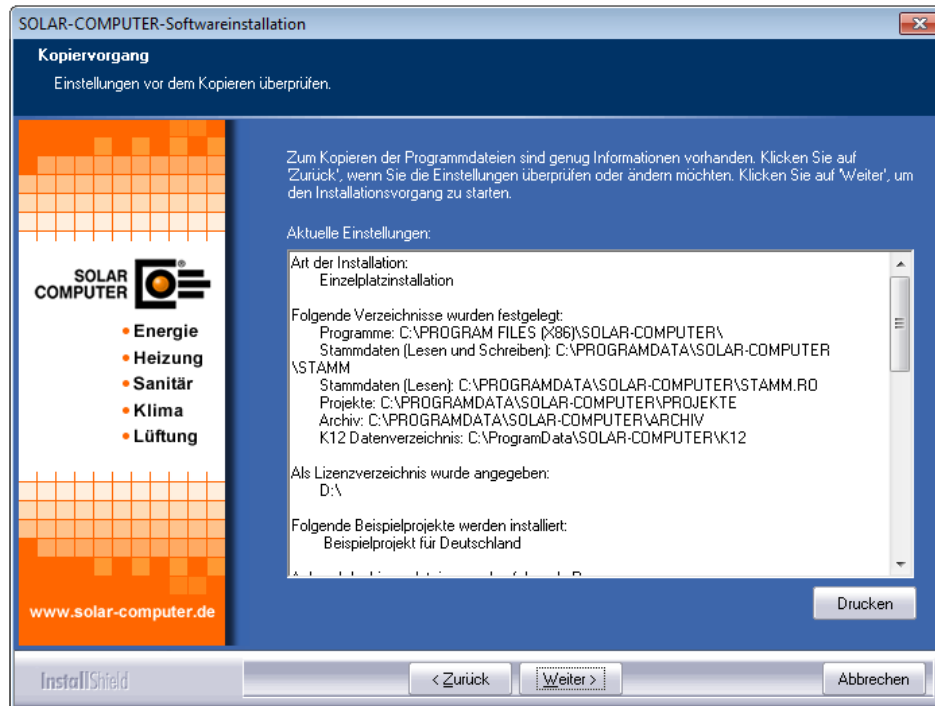 SOLAR-COMPUTER-Softwareinstallation
Kopiervorgang
Einstellungen vor dem Kopieren überprüfen.
Zum Kopieren der Programmdateien sind genug Informationen vorhanden. Klicken Sie auf
'Zurück', wenn Sie die Einstellungen überprüfen oder ändern möchten. Klicken Sie auf 'Weiter', um
den Installationsvorgang zu starten.
Aktuelle Einstellungen:
Art der Installation:
Einzelplatzinstallation
Folgende Verzeichnisse wurden festgelegt:
Programme: C:\PROGRAM FILES (X86)\SOLAR-COMPUTER\
Stammdaten (Lesen und Schreiben): C:\PROGRAMDATA\SOLAR-COMPUTER
\STAMM
Stammdaten (Lesen): C:\PROGRAMDATA\SOLAR-COMPUTER\STAMM.RO
Projekte: C:\PROGRAMDATA\SOLAR-COMPUTER\PROJEKTE
Archiv: C:\PROGRAMDATA\SOLAR-COMPUTER\ARCHIV
K12 Datenverzeichnis: C:\ProgramData\SOLAR-COMPUTER\K12
Als Lizenzverzeichnis wurde angegeben:
D:\
Folgende Beispielprojekte werden installiert:
Beispielprojekt für Deutschland
SOLAR
COMPUTER
®
• Energie
• Heizung
• Sanitär
• Klima
• Lüftung
www.solar-computer.de
Drucken
InstallShield
< Zurück
Weiter >
Abbrechen